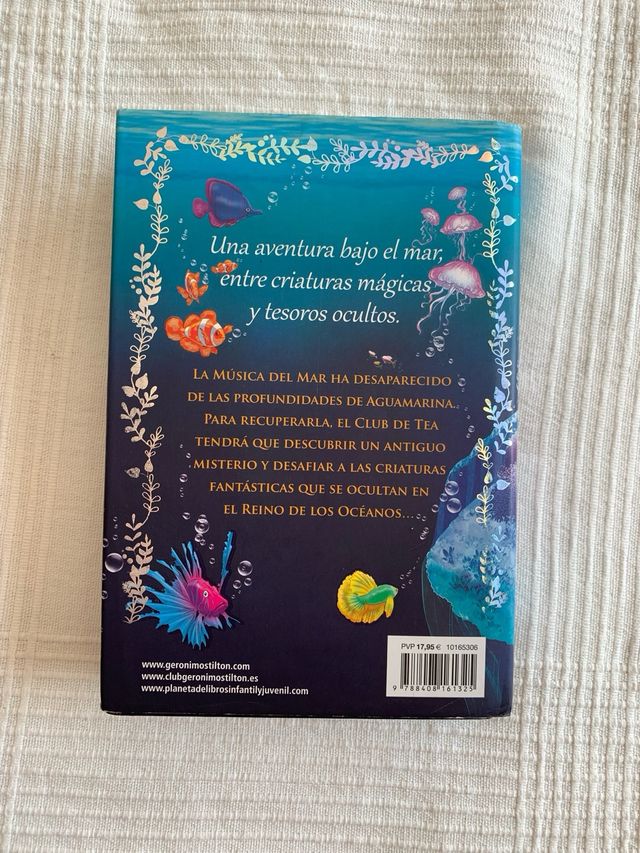 Una aventura bajo el mar,
entre criaturas mágicas
y tesoros ocultos.
La Música del Mar ha desaparecido
de las profundidades de Aguamarina.
Para recuperarla, el Club de Tea
tendrá que descubrir un antiguo
misterio y desafiar a las criaturas
fantásticas que se ocultan en
el Reino de los Océanos...
PVP 17,95 € 10165306
9 788408 161325
www.geronimostilton.com
www.clubgeronimostilton.es
www.planetadelibrosinfantilyjuvenil.com